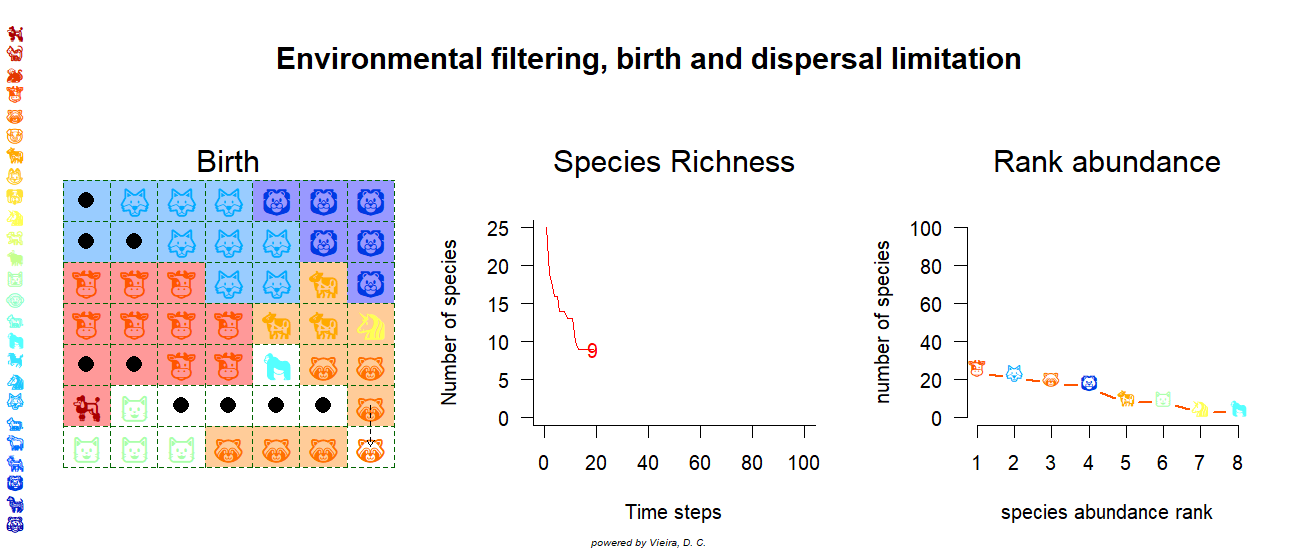 Environmental filtering, birth and dispersal limitation
Birth
Species Richness
Rank abundance
Number of species
25
20
15
10
5
0
9
0 20 40 60 80 100
Time steps
number of species
100
80
60
40
20
0
1 2 3 4 5 6 7 8
species abundance rank
powered by Vieira, D. C.